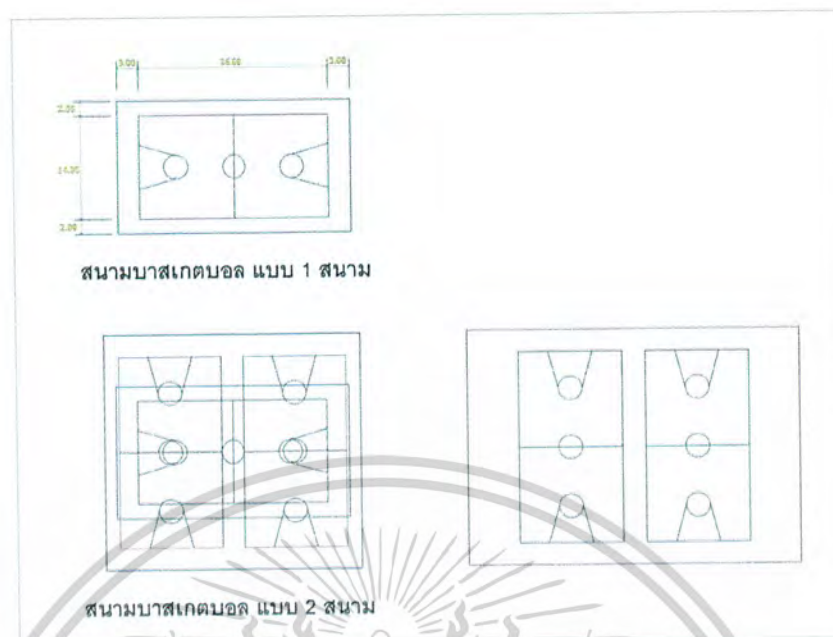 3.00 26.00 3.00
2.00
14.00
2.00
สนามบาสเกตบอล แบบ 1 สนาม
สนามบาสเกตบอล แบบ 2 สนาม